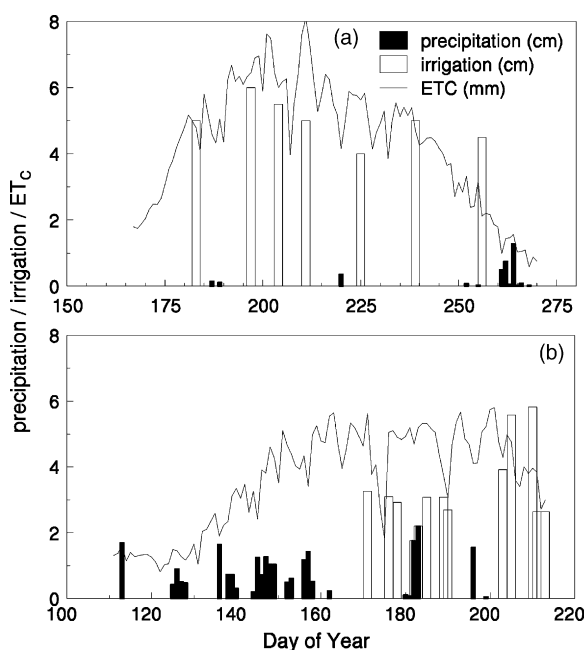 (a)
precipitation (cm)
irrigation (cm)
ETC (mm)
8
6
4
2
0
150 175 200 225 250 275
precipitation / irrigation / ETC
(b)
8
6
4
2
0
100 120 140 160 180 200 220
Day of Year